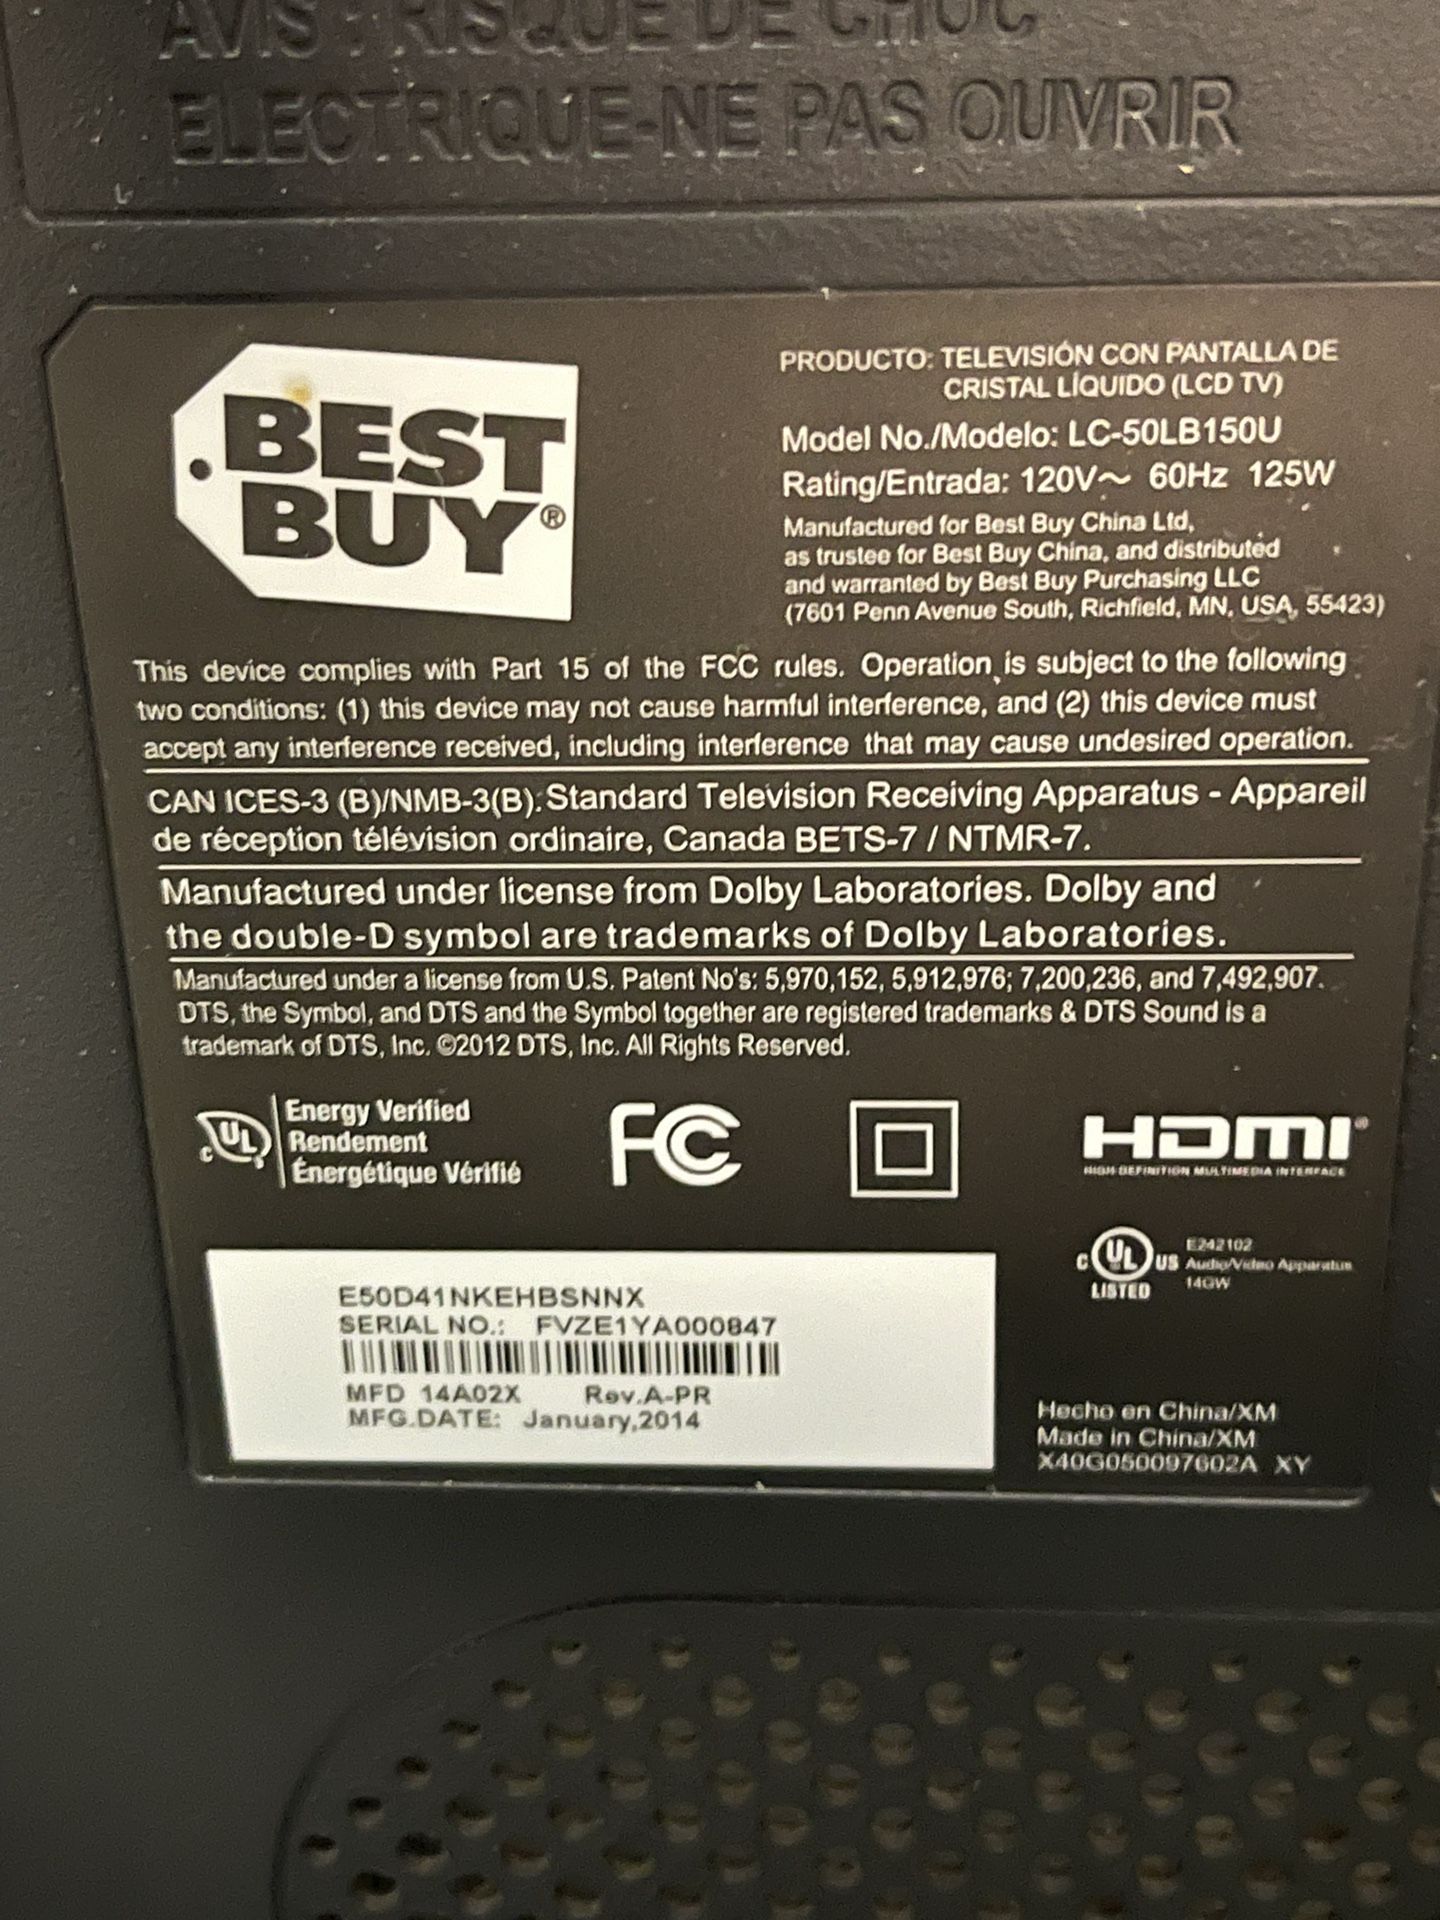 AVIS : RISQUE DE CHOC
ELECTRIQUE-NE PAS OUVRIR
BEST
BUY®
PRODUCTO: TELEVISIÓN CON PANTALLA DE
CRISTAL LÍQUIDO (LCD TV)
Model No./Modelo: LC-50LB150U
Rating/Entrada: 120V~ 60Hz 125W
Manufactured for Best Buy China Ltd,
as trustee for Best Buy China, and distributed
and warranted by Best Buy Purchasing LLC
(7601 Penn Avenue South, Richfield, MN, USA, 55423)
This device complies with Part 15 of the FCC rules. Operation is subject to the following
two conditions: (1) this device may not cause harmful interference, and (2) this device must
accept any interference received, including interference that may cause undesired operation.
CAN ICES-3 (B)/NMB-3(B): Standard Television Receiving Apparatus - Appareil
de réception télévision ordinaire, Canada BETS-7 / NTMR-7.
Manufactured under license from Dolby Laboratories. Dolby and
the double-D symbol are trademarks of Dolby Laboratories.
Manufactured under a license from U.S. Patent No's: 5,970,152, 5,912,976; 7,200,236, and 7,492,907.
DTS, the Symbol, and DTS and the Symbol together are registered trademarks & DTS Sound is a
trademark of DTS, Inc. ©2012 DTS, Inc. All Rights Reserved.
c UL
Energy Verified
Rendement
Énergétique Vérifié
FC
HDMI®
HIGH-DEFINITION MULTIMEDIA INTERFACE
C UL US
LISTED
E242102
Audio/Video Apparatus
14GW
E50D41NKEHBSNNX
SERIAL NO.: FVZE1YA000847
MFD 14A02X Rev.A-PR
MFG.DATE: January,2014
Hecho en China/XM
Made in China/XM
X40G050097602A XY